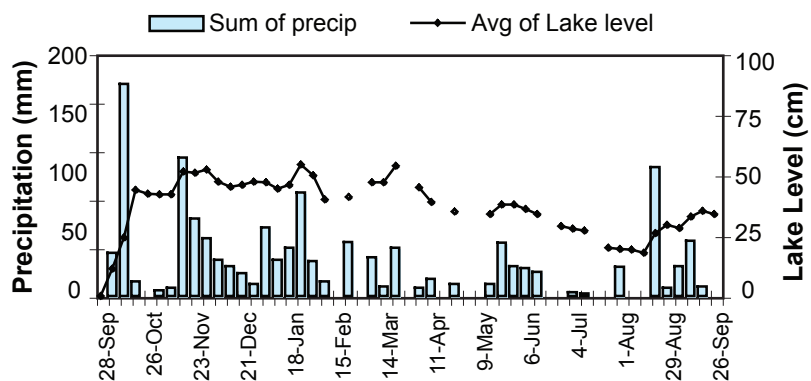 Sum of precip Avg of Lake level
Precipitation (mm)
200
150
100
50
0
Lake Level (cm)
100
75
50
25
0
28-Sep
26-Oct
23-Nov
21-Dec
18-Jan
15-Feb
14-Mar
11-Apr
9-May
6-Jun
4-Jul
1-Aug
29-Aug
26-Sep